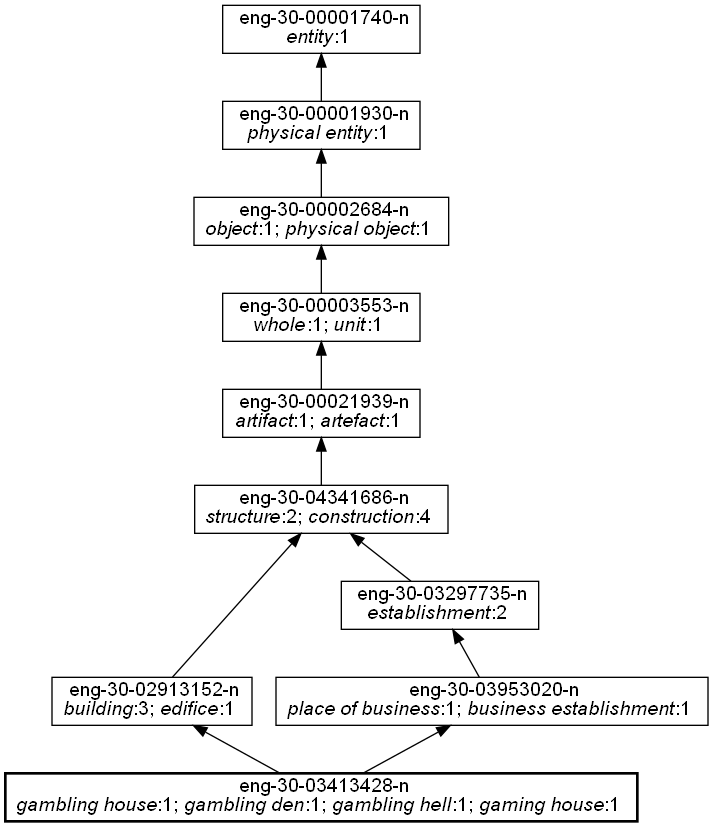 eng-30-00001740-n
entity:1
eng-30-00001930-n
physical entity:1
eng-30-00002684-n
object:1; physical object:1
eng-30-00003553-n
whole:1; unit:1
eng-30-00021939-n
artifact:1; artefact:1
eng-30-04341686-n
structure:2; construction:4
eng-30-03297735-n
establishment:2
eng-30-02913152-n
building:3; edifice:1
eng-30-03953020-n
place of business:1; business establishment:1
eng-30-03413428-n
gambling house:1; gambling den:1; gambling hell:1; gaming house:1